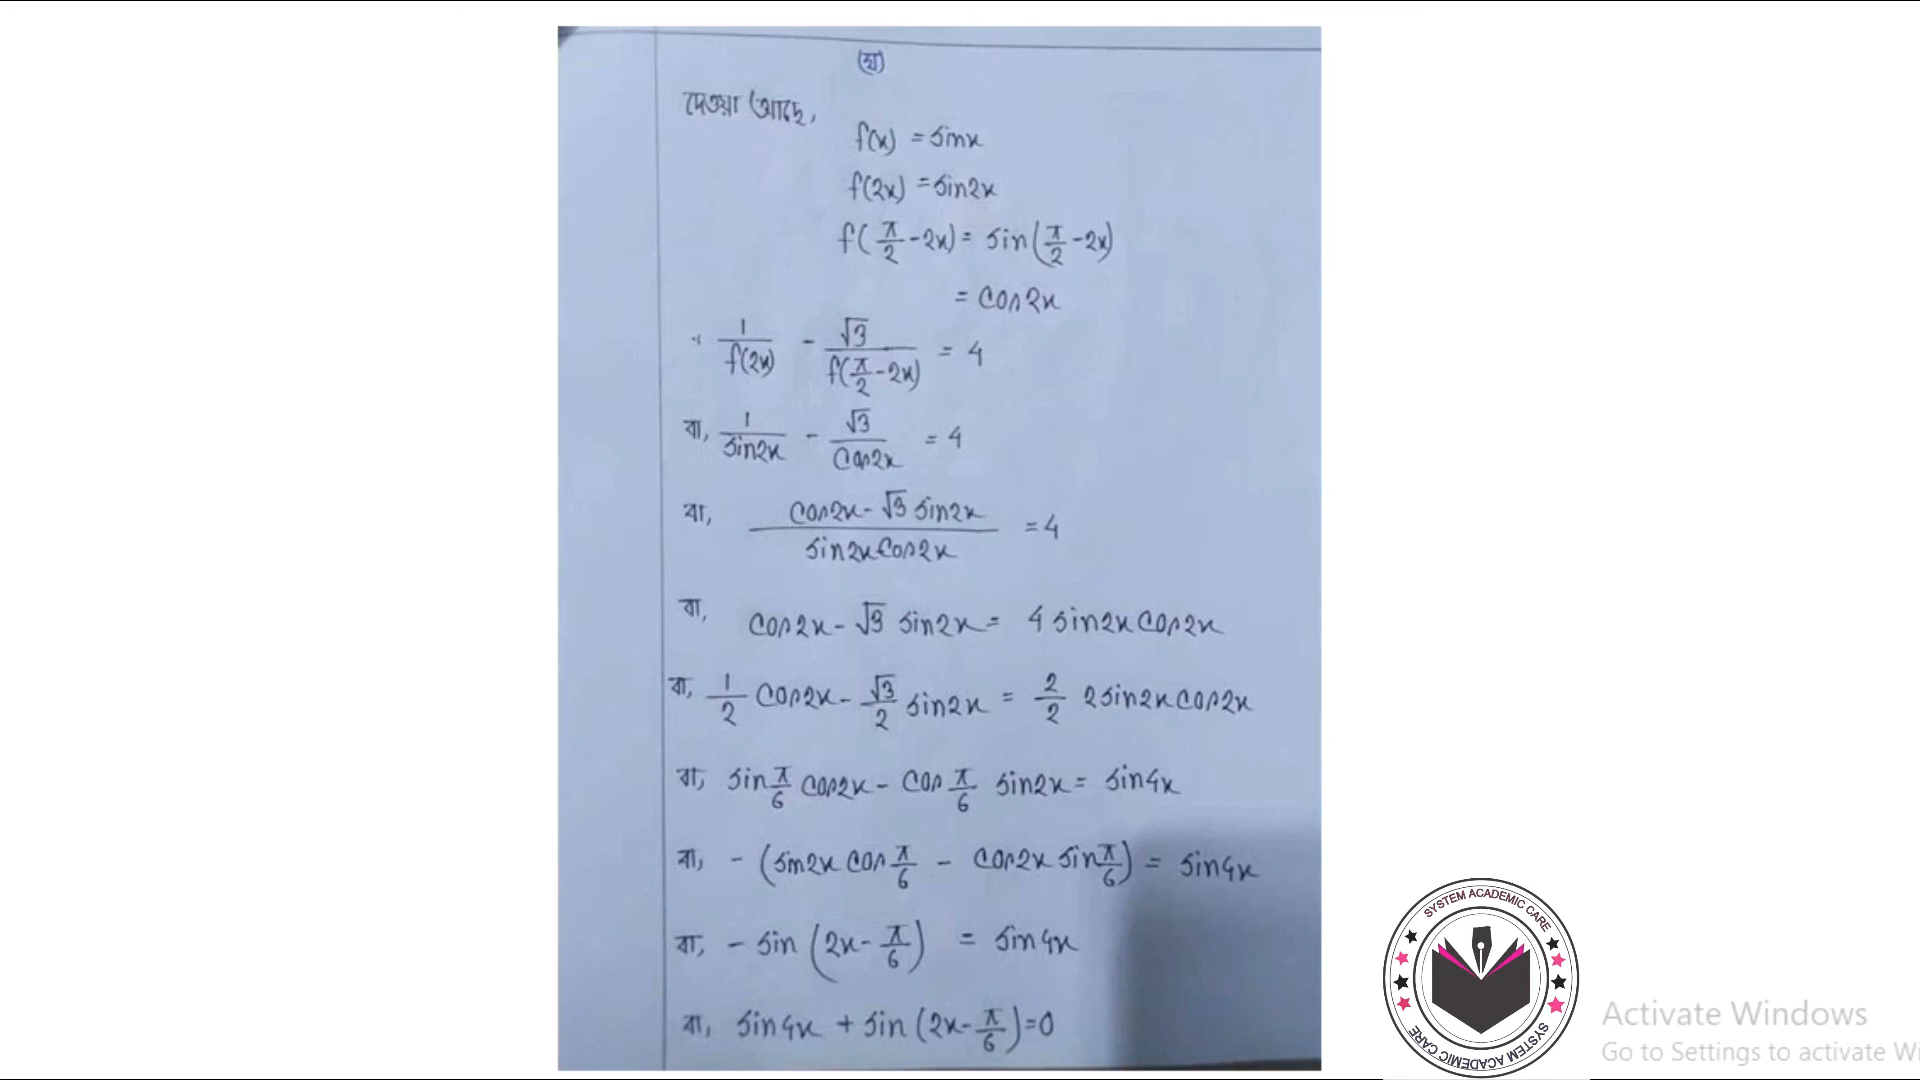 (ঘ)
দেওয়া আছে,
f(x) = sinx
f(2x) = sin2x
f(π/2 - 2x) = sin(π/2 - 2x)
= cos2x
∴ 1/f(2x) - √3/f(π/2 - 2x) = 4
বা, 1/sin2x - √3/cos2x = 4
বা, (cos2x - √3 sin2x)/(sin2x cos2x) = 4
বা, cos2x - √3 sin2x = 4 sin2x cos2x
বা, 1/2 cos2x - √3/2 sin2x = 2/2 2sin2x cos2x
বা, sin π/6 cos2x - cos π/6 sin2x = sin4x
বা, - (sin2x cos π/6 - cos2x sin π/6) = sin4x
বা, - sin (2x - π/6) = sin4x
বা, sin4x + sin (2x - π/6) = 0
SYSTEM ACADEMIC CARE
SYSTEM ACADEMIC CARE
Activate Windows
Go to Settings to activate Wi